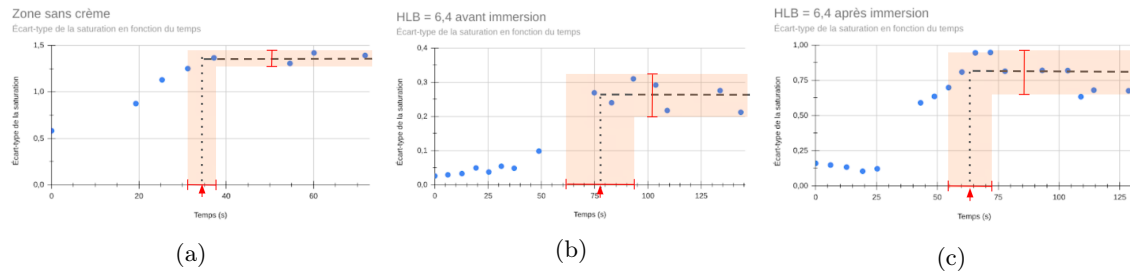 Zone sans crème
Écart-type de la saturation en fonction du temps
Écart-type de la saturation
1,5
1,0
0,5
0,0
0
20
40
60
Temps (s)
(a)
HLB = 6,4 avant immersion
Écart-type de la saturation en fonction du temps
Écart-type de la saturation
0,4
0,3
0,2
0,1
0,0
0
25
50
75
100
125
Temps (s)
(b)
HLB = 6,4 après immersion
Écart-type de la saturation en fonction du temps
Écart-type de la saturation
1,00
0,75
0,50
0,25
0,00
0
25
50
75
100
125
Temps (s)
(c)